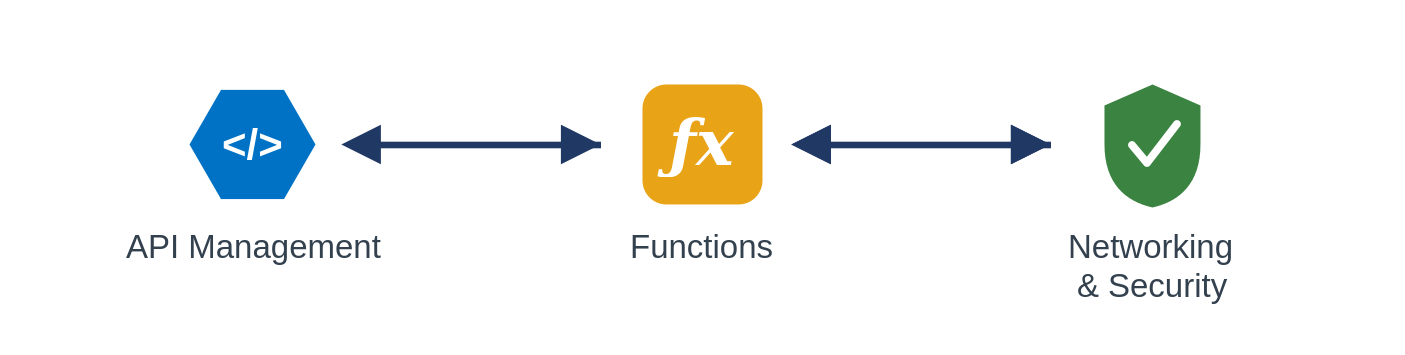 </>
fx
API Management
Functions
Networking
& Security